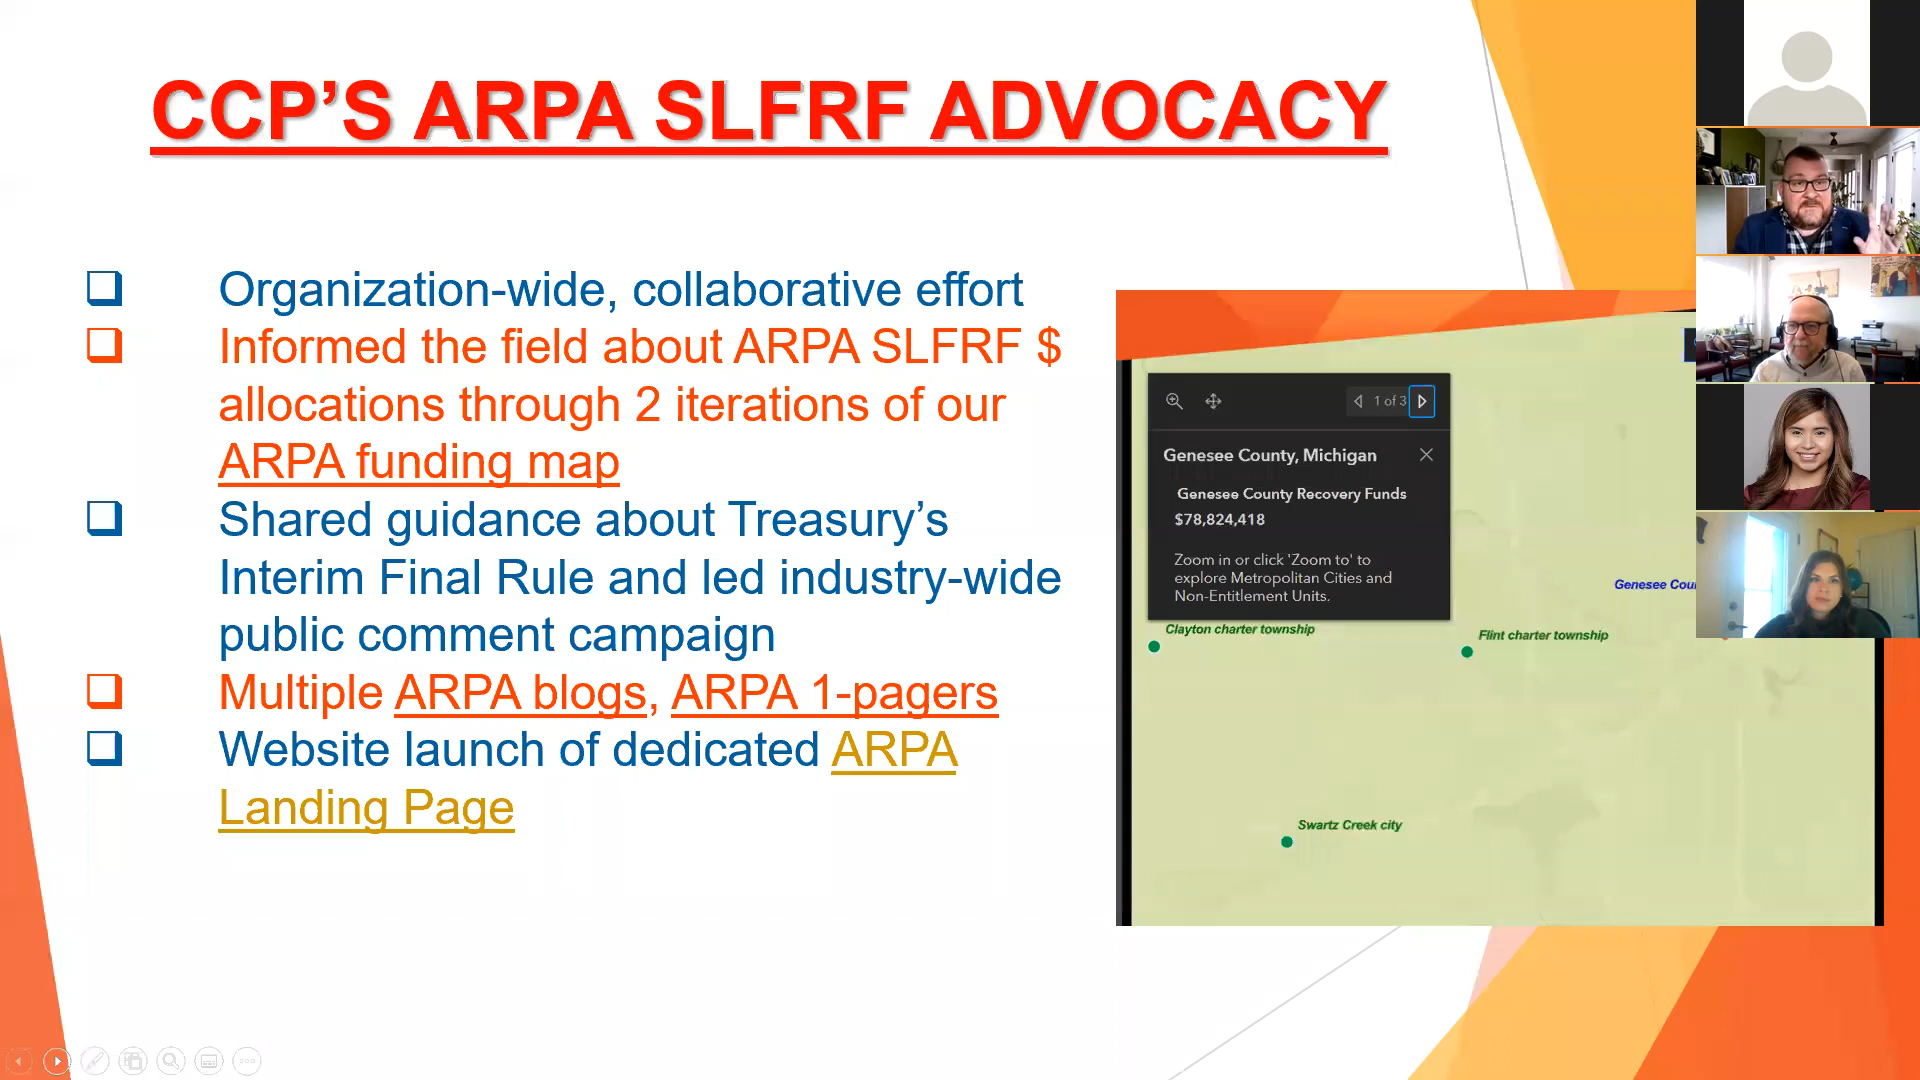 CCP’S ARPA SLFRF ADVOCACY
Organization-wide, collaborative effort
Informed the field about ARPA SLFRF $
allocations through 2 iterations of our
ARPA funding map
Shared guidance about Treasury’s
Interim Final Rule and led industry-wide
public comment campaign
Multiple ARPA blogs, ARPA 1-pagers
Website launch of dedicated ARPA
Landing Page
1 of 3
Genesee County, Michigan
Genesee County Recovery Funds
$78,824,418
Zoom in or click 'Zoom to' to
explore Metropolitan Cities and
Non-Entitlement Units.
Genesee Cou
Clayton charter township
Flint charter township
Swartz Creek city